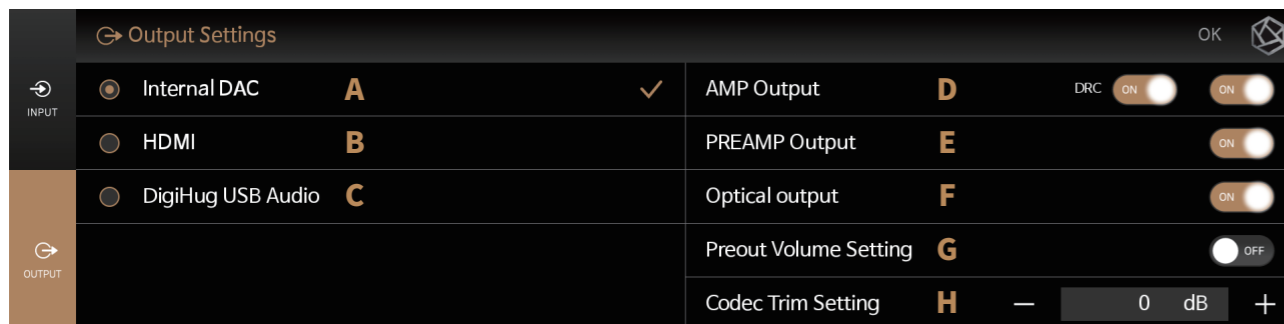 Output Settings
OK
INPUT
OUTPUT
Internal DAC A
HDMI B
DigiHug USB Audio C
AMP Output D DRC ON ON
PREAMP Output E ON
Optical output F ON
Preout Volume Setting G OFF
Codec Trim Setting H — 0 dB +